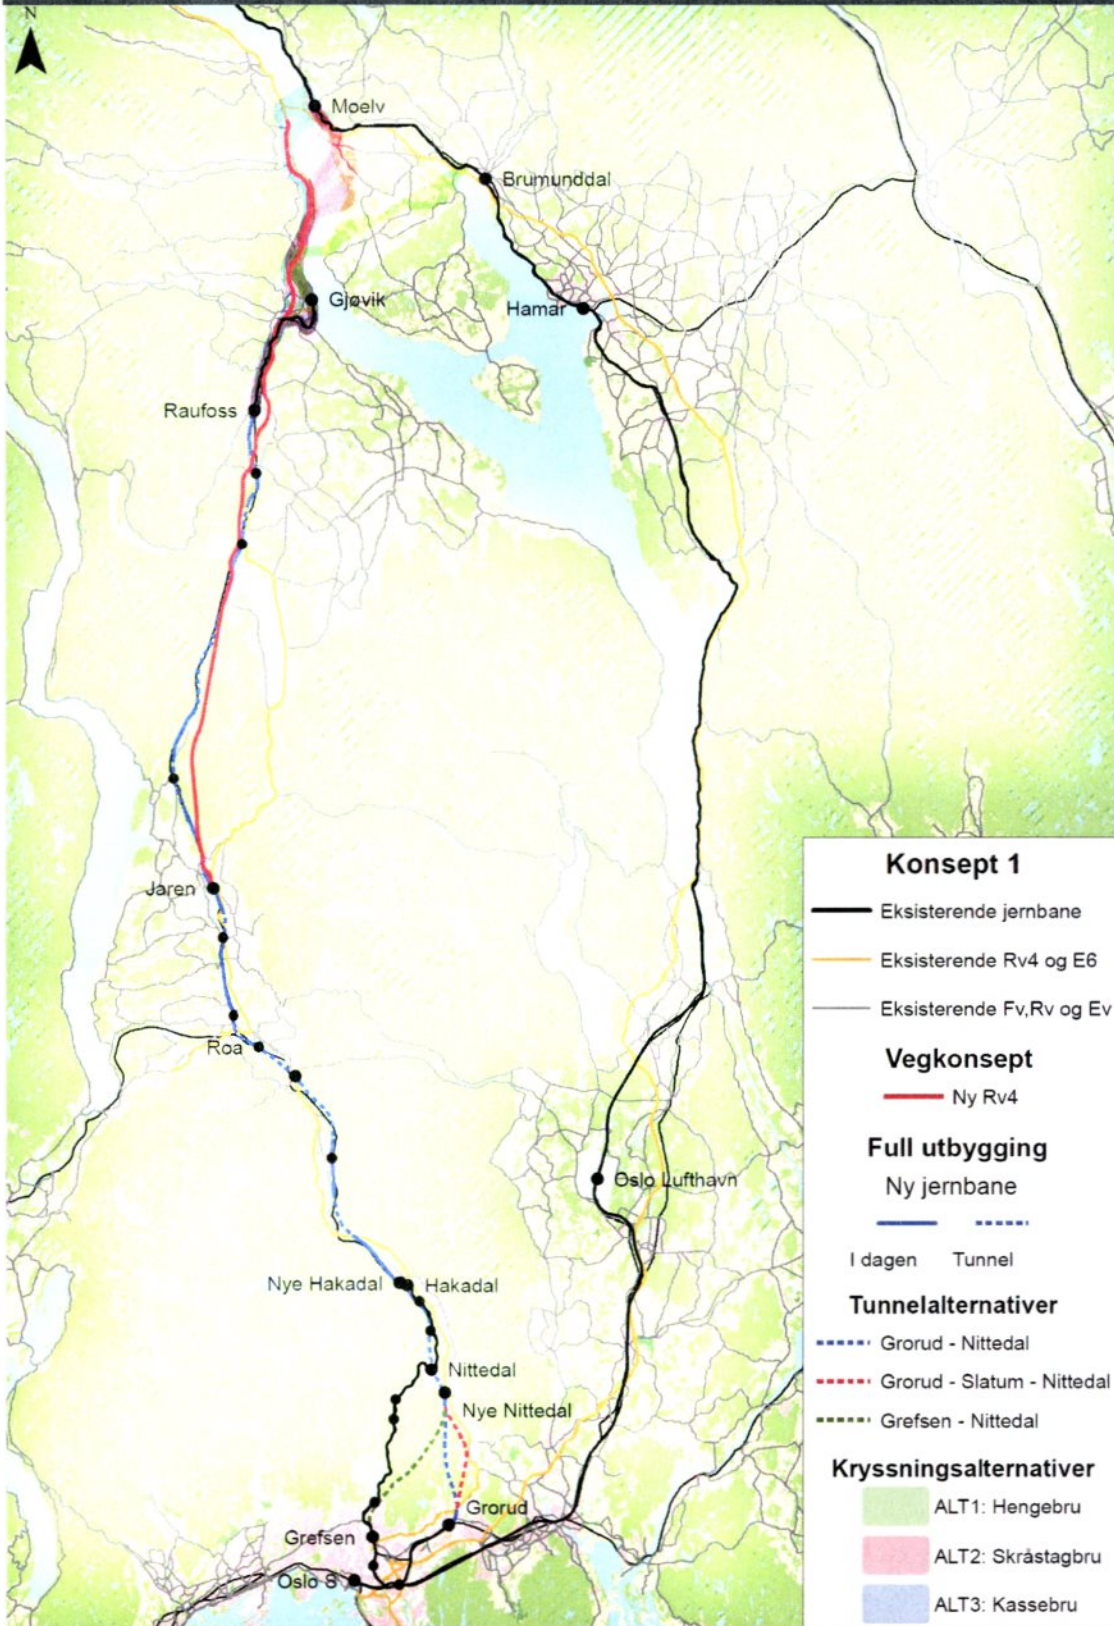 N
Moelv
Brumunddal
Gjøvik
Hamar
Raufoss
Jaren
Roa
Oslo Lufthavn
Nye Hakadal
Hakadal
Nittedal
Nye Nittedal
Grorud
Grefsen
Oslo S
Konsept 1
Eksisterende jernbane
Eksisterende Rv4 og E6
Eksisterende Fv,Rv og Ev
Vegkonsept
Ny Rv4
Full utbygging
Ny jernbane
I dagen Tunnel
Tunnelalternativer
Grorud - Nittedal
Grorud - Slatum - Nittedal
Grefsen - Nittedal
Kryssningsalternativer
ALT1: Hengebru
ALT2: Skråstagbru
ALT3: Kassebru